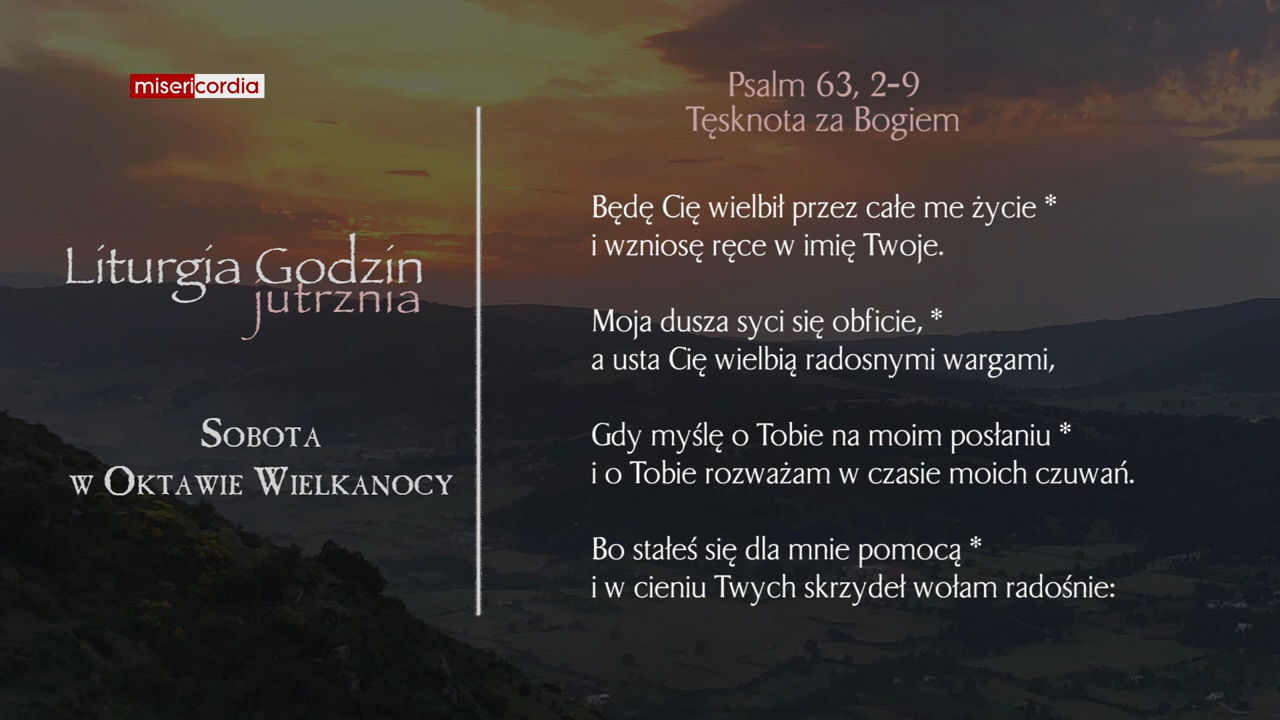 misericordia
Liturgia Godzin
jutrznia
Sobota
w Oktawie Wielkanocy
Psalm 63, 2-9
Tęsknota za Bogiem
Będę Cię wielbił przez całe me życie *
i wzniosę ręce w imię Twoje.
Moja dusza syci się obficie, *
a usta Cię wielbią radosnymi wargami,
Gdy myślę o Tobie na moim posłaniu *
i o Tobie rozważam w czasie moich czuwań.
Bo stałeś się dla mnie pomocą *
i w cieniu Twych skrzydeł wołam radośnie: